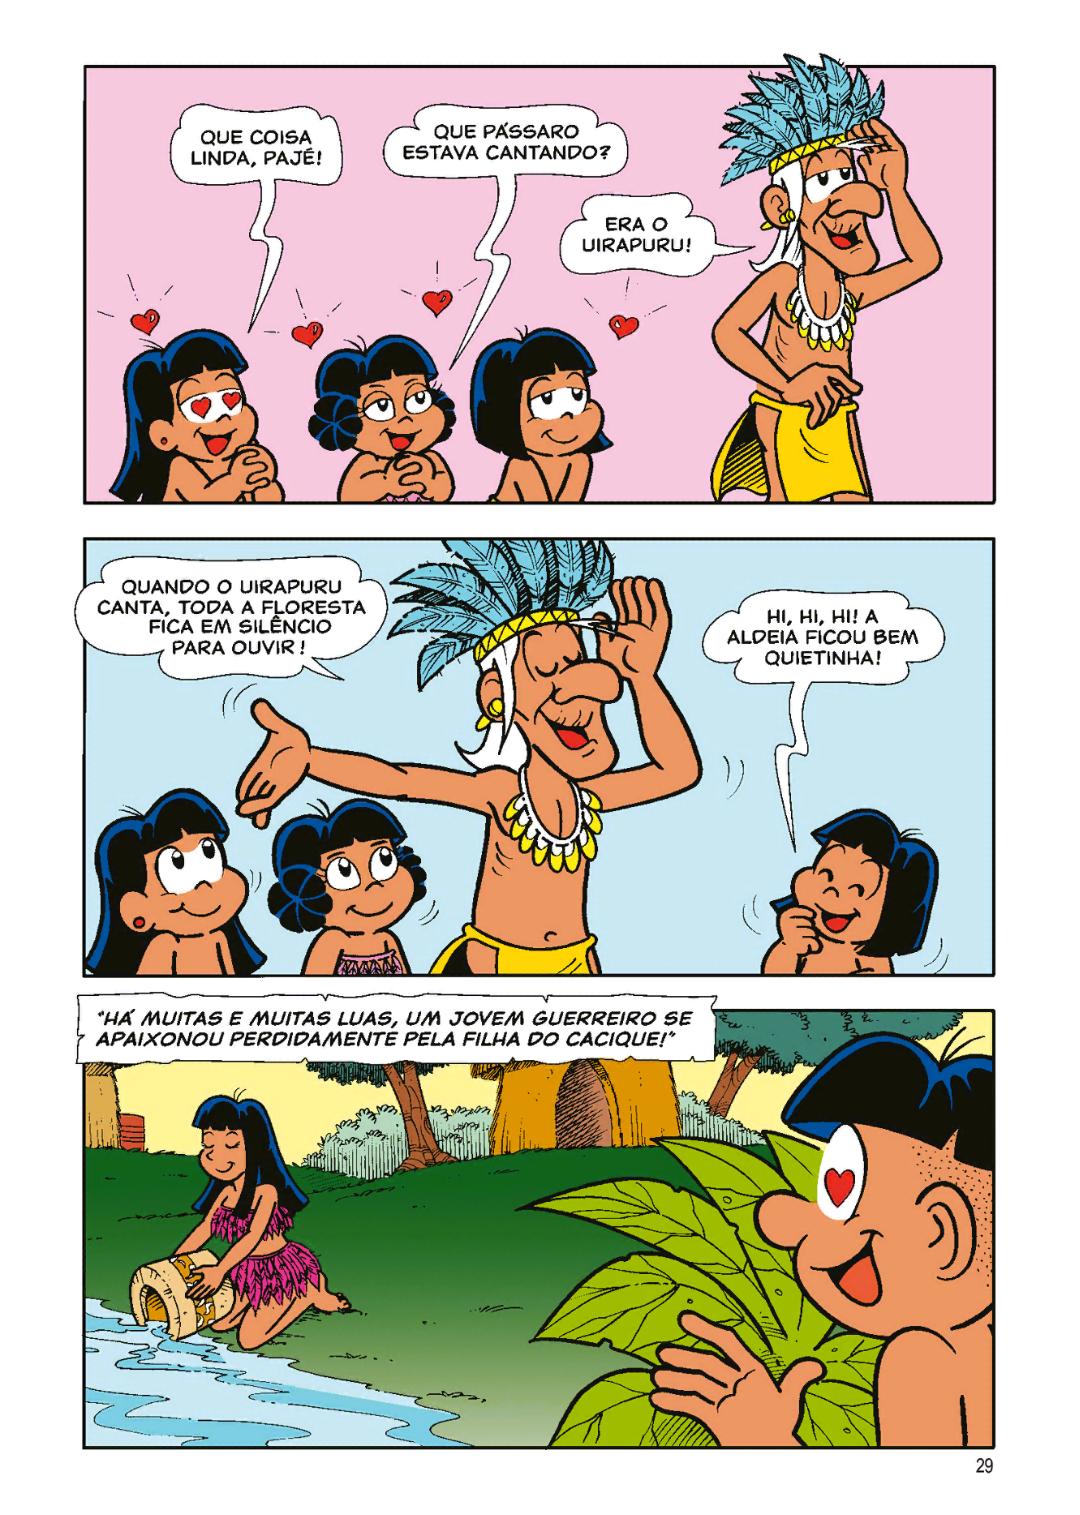 QUE COISA
LINDA, PAJÉ!
QUE PÁSSARO
ESTAVA CANTANDO?
ERA O
UIRAPURU!
QUANDO O UIRAPURU
CANTA, TODA A FLORESTA
FICA EM SILÊNCIO
PARA OUVIR!
HI, HI, HI! A
ALDEIA FICOU BEM
QUIETINHA!
"HÁ MUITAS E MUITAS LUAS, UM JOVEM GUERREIRO SE
APAIXONOU PERDIDAMENTE PELA FILHA DO CACIQUE!"
29